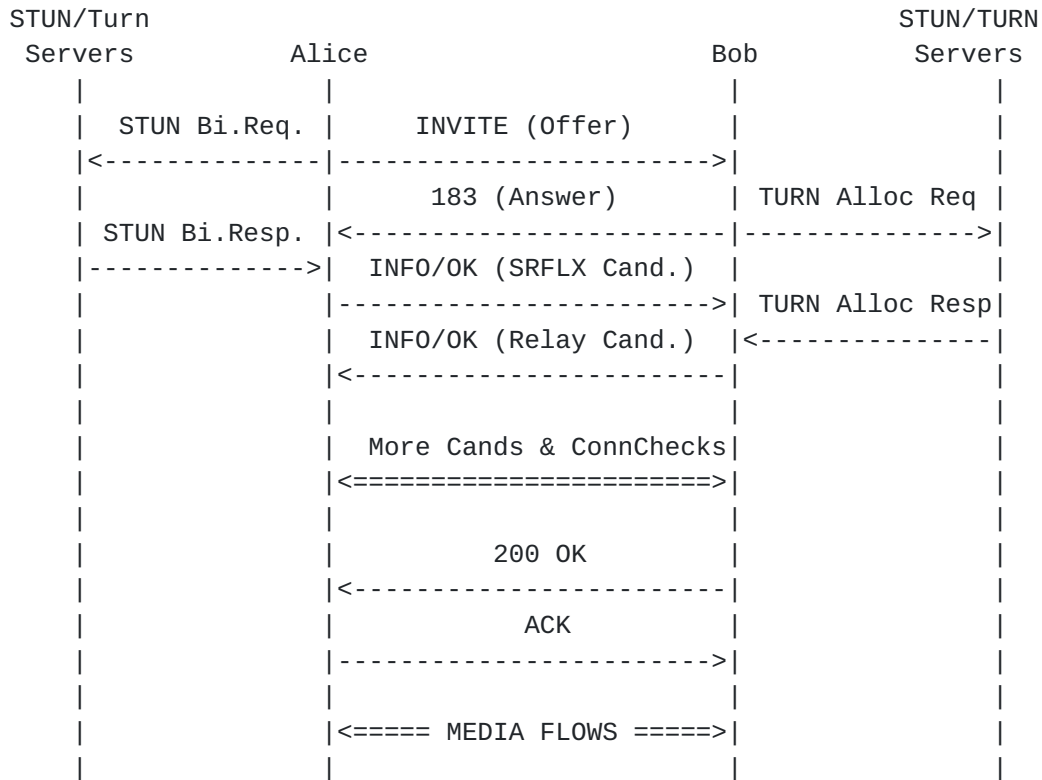 STUN/Turn STUN/TURN
Servers Alice Bob Servers
STUN Bi.Req. INVITE (Offer)
183 (Answer) TURN Alloc Req
STUN Bi.Resp.
INFO/OK (SRFLX Cand.)
TURN Alloc Resp
INFO/OK (Relay Cand.)
More Cands & ConnChecks
200 OK
ACK
MEDIA FLOWS